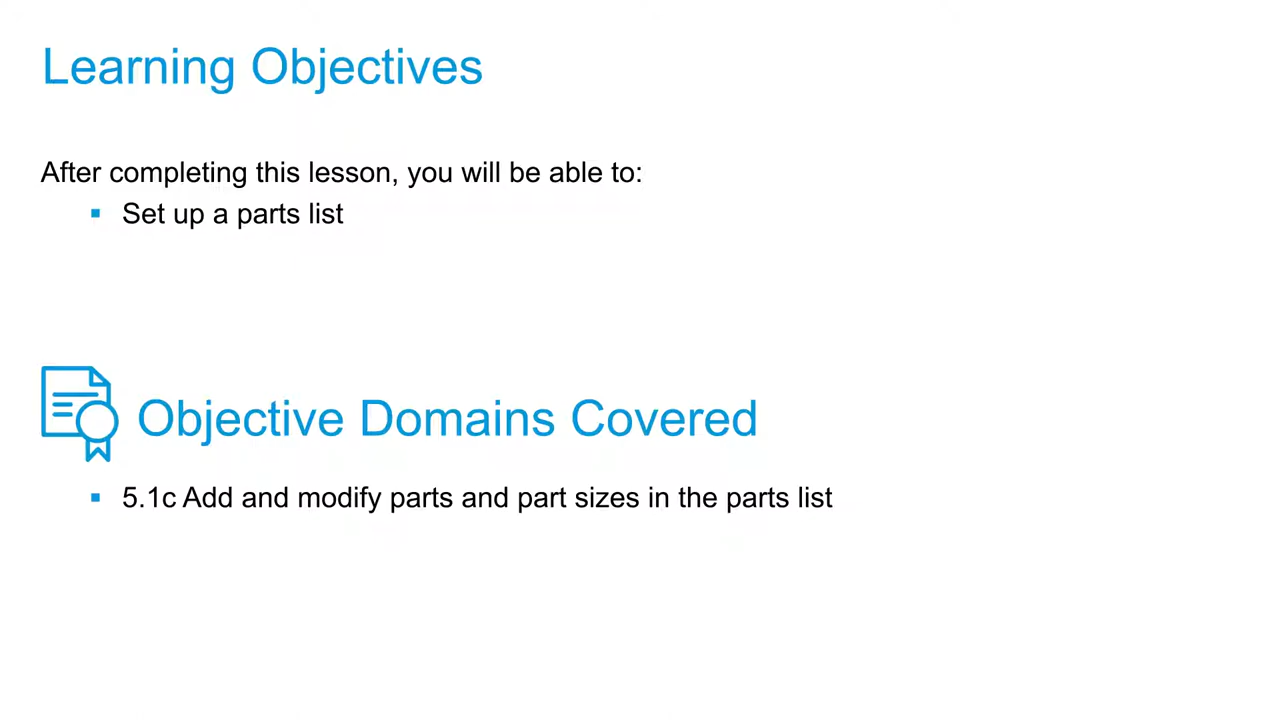 Learning Objectives
After completing this lesson, you will be able to:
▪ Set up a parts list
Objective Domains Covered
▪ 5.1c Add and modify parts and part sizes in the parts list